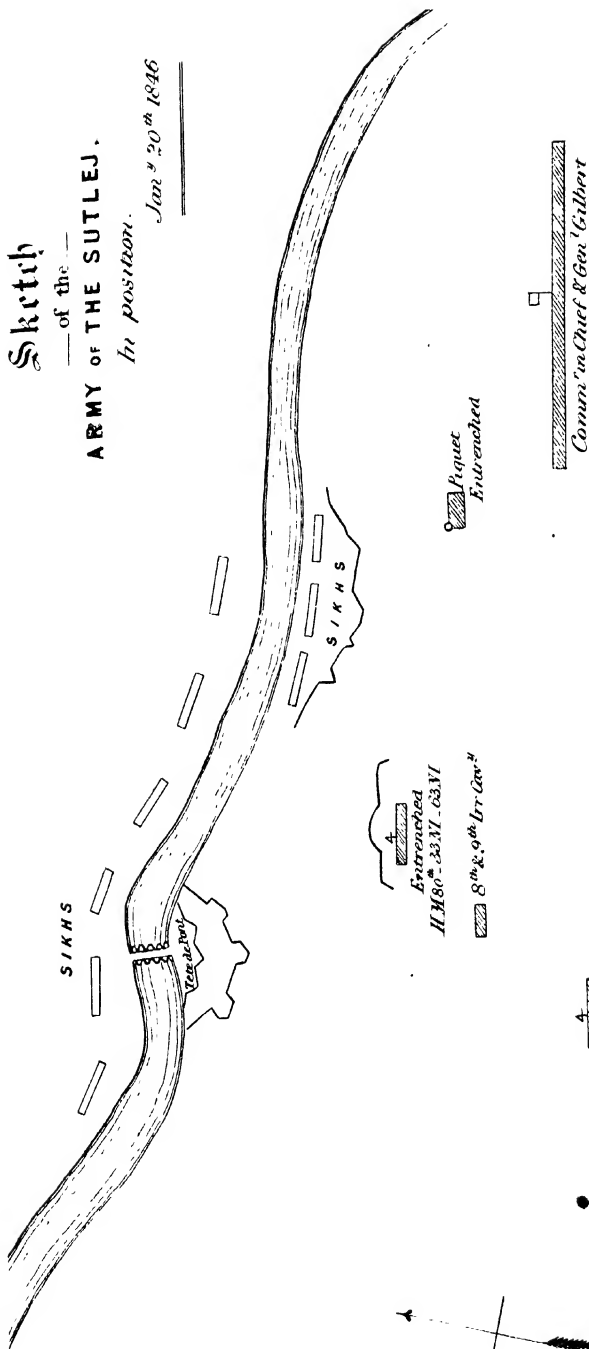 Sketch
of the
ARMY OF THE SUTLEJ.
In position.
Jany 20th 1846
SIKHS
Tete de Pont
SIKHS
Piquet
Entrenched
Entrenched
H.M 80th _ 33 N.I _ 63 N.I
8th & 9th Irr Cavy
Commr in Chief & Genl Gilbert